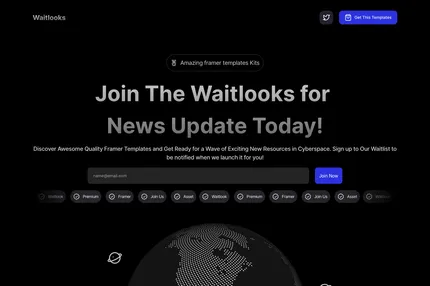 Waitlooks
Get This Templates
Amazing framer templates Kits
Join The Waitlooks for
News Update Today!
Discover Awesome Quality Framer Templates and Get Ready for a Wave of Exciting New Resources in Cyberspace. Sign up to Our Waitlist to
be notified when we launch it for you!
name@email.com
Join Now
Premium Framer Join Us Asset Waitlook Premium Framer Join Us Asset